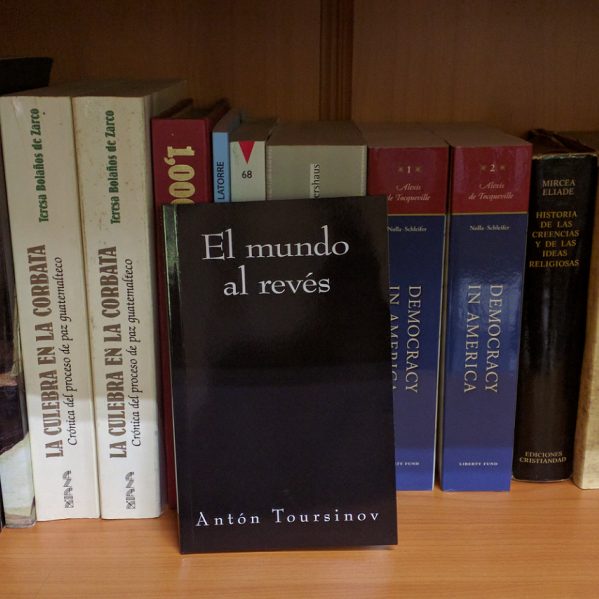 Teresa Bolaños de Zarco
LA CULEBRA EN LA CORBATA
Crónica del proceso de paz guatemalteco
Teresa Bolaños de Zarco
LA CULEBRA EN LA CORBATA
Crónica del proceso de paz guatemalteco
LATORRE
68
El mundo
al revés
Antón Toursinov
1
Alexis
de Tocqueville
Nolla · Schleifer
DEMOCRACY
IN AMERICA
2
Alexis
de Tocqueville
Nolla · Schleifer
DEMOCRACY
IN AMERICA
LIBERTY FUND
LIBERTY FUND
MIRCEA
ELIADE
HISTORIA
DE LAS
CREENCIAS
Y DE LAS
IDEAS
RELIGIOSAS
EDICIONES
CRISTIANDAD